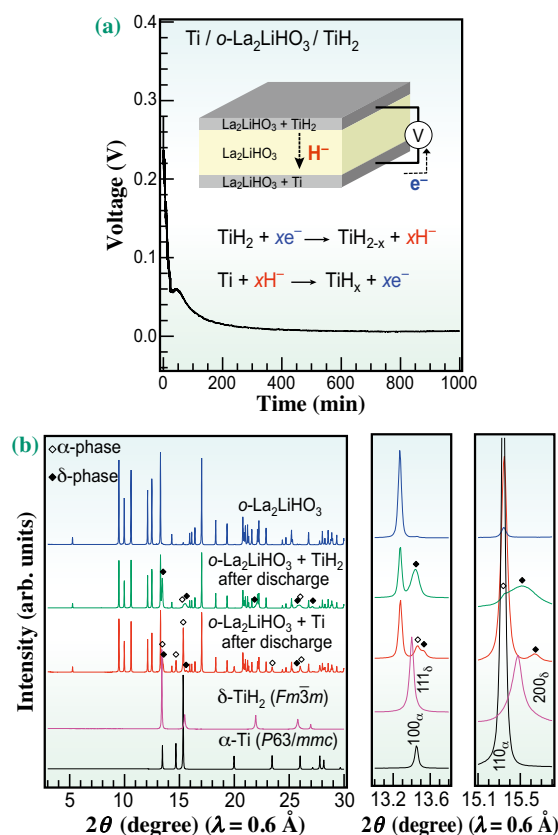 (a)
Ti / o-La₂LiHO₃ / TiH₂
0.4
0.3
0.2
0.1
0.0
Voltage (V)
La₂LiHO₃ + TiH₂
La₂LiHO₃
H⁻
La₂LiHO₃ + Ti
V
e⁻
TiH₂ + xe⁻ → TiH₂₋ₓ + xH⁻
Ti + xH⁻ → TiHₓ + xe⁻
0 200 400 600 800 1000
Time (min)
(b)
◇ α-phase
◆ δ-phase
o-La₂LiHO₃
o-La₂LiHO₃ + TiH₂
after discharge
o-La₂LiHO₃ + Ti
after discharge
δ-TiH₂ (Fm3̄m)
α-Ti (P63/mmc)
Intensity (arb. units)
5 10 15 20 25 30
100α
111δ
13.2 13.6
110α
200δ
15.1 15.5
2θ (degree) (λ = 0.6 Å)
2θ (degree) (λ = 0.6 Å)